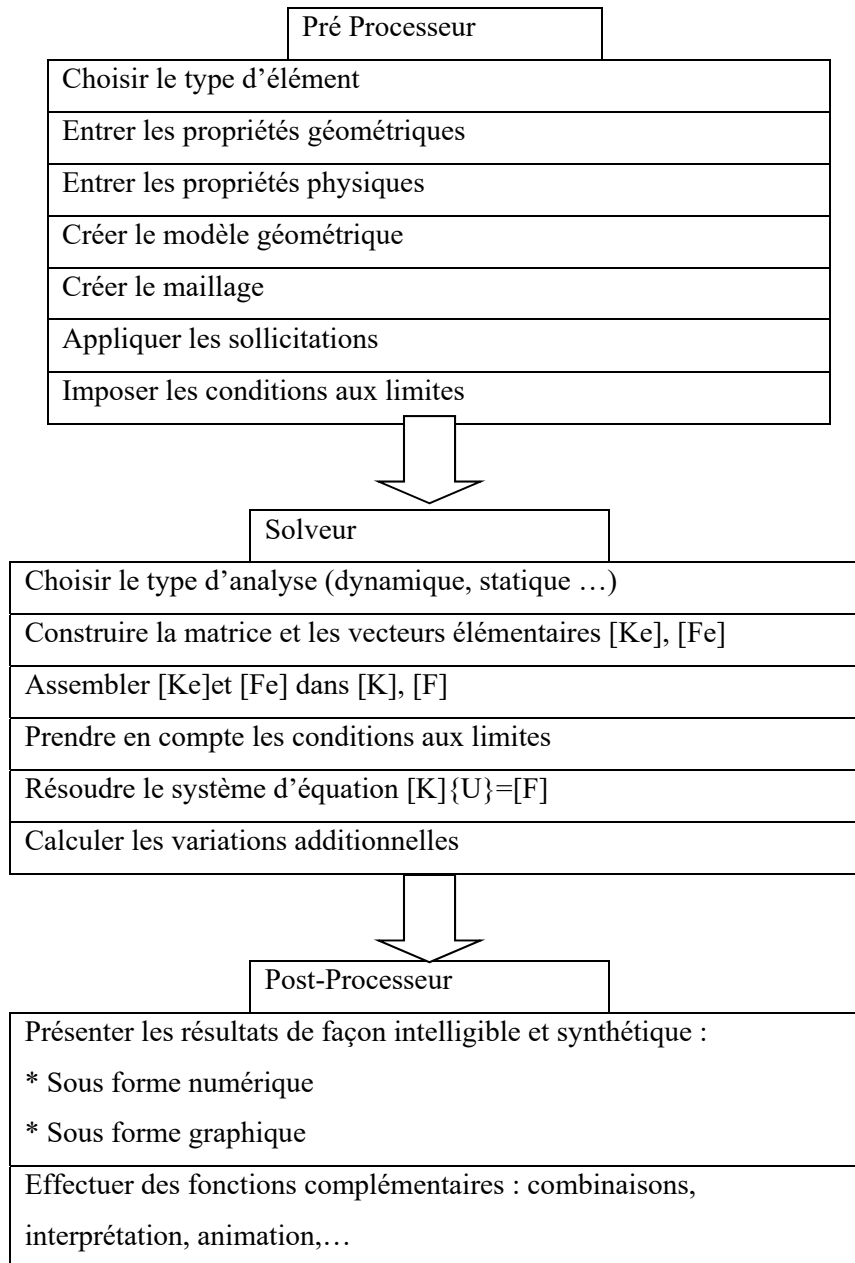 Pré Processeur
Choisir le type d’élément
Entrer les propriétés géométriques
Entrer les propriétés physiques
Créer le modèle géométrique
Créer le maillage
Appliquer les sollicitations
Imposer les conditions aux limites
Solveur
Choisir le type d’analyse (dynamique, statique …)
Construire la matrice et les vecteurs élémentaires [Ke], [Fe]
Assembler [Ke]et [Fe] dans [K], [F]
Prendre en compte les conditions aux limites
Résoudre le système d’équation [K]{U}=[F]
Calculer les variations additionnelles
Post-Processeur
Présenter les résultats de façon intelligible et synthétique :
* Sous forme numérique
* Sous forme graphique
Effectuer des fonctions complémentaires : combinaisons,
interprétation, animation,…